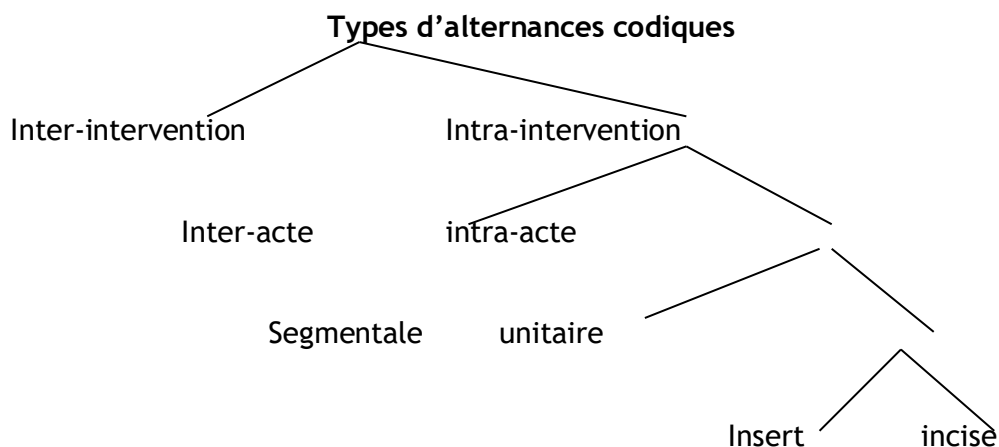 Types d’alternances codiques
Inter-intervention Intra-intervention
Inter-acte intra-acte
Segmentale unitaire
Insert incise